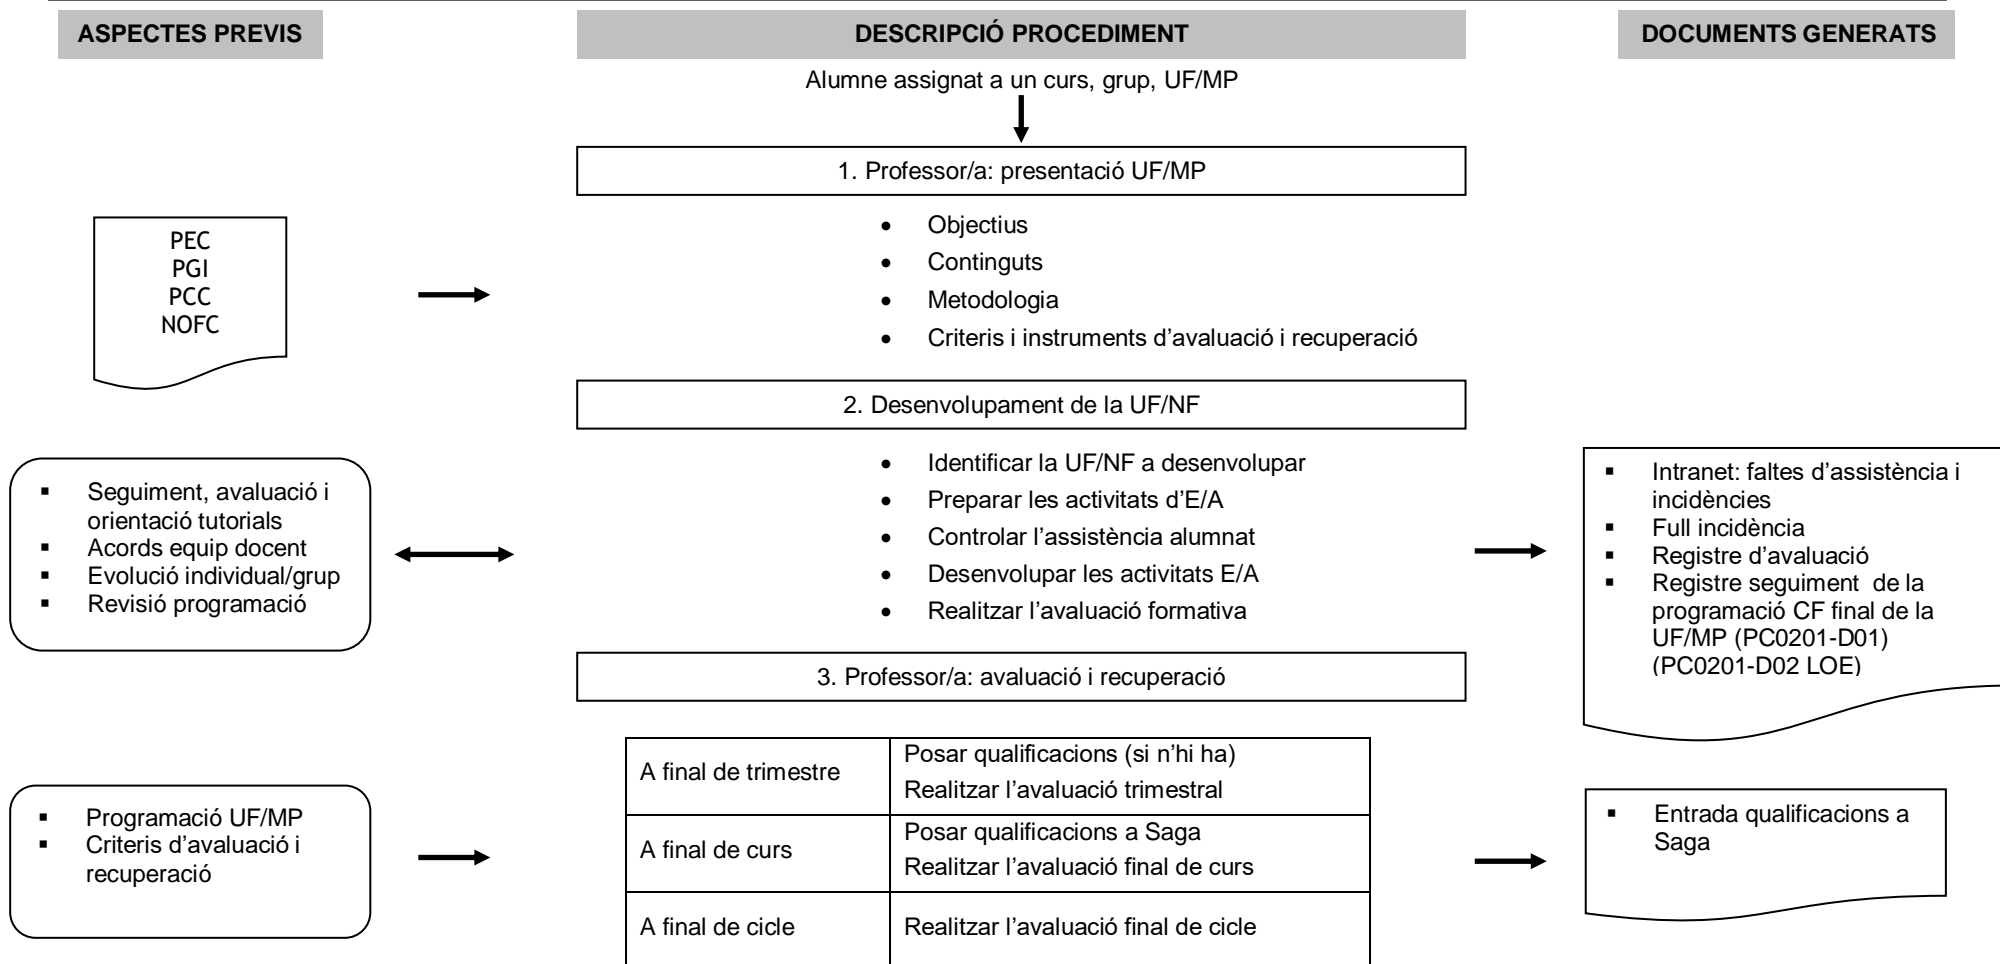 ASPECTES PREVIS
DESCRIPCIÓ PROCEDIMENT
DOCUMENTS GENERATS
Alumne assignat a un curs, grup, UF/MP
1. Professor/a: presentació UF/MP
PEC
PGI
PCC
NOFC
• Objectius
• Continguts
• Metodologia
• Criteris i instruments d’avaluació i recuperació
2. Desenvolupament de la UF/NF
▪ Seguiment, avaluació i
orientació tutorials
▪ Acords equip docent
▪ Evolució individual/grup
▪ Revisió programació
• Identificar la UF/NF a desenvolupar
• Preparar les activitats d’E/A
• Controlar l’assistència alumnat
• Desenvolupar les activitats E/A
• Realitzar l’avaluació formativa
▪ Intranet: faltes d’assistència i
incidències
▪ Full incidència
▪ Registre d’avaluació
▪ Registre seguiment de la
programació CF final de la
UF/MP (PC0201-D01)
(PC0201-D02 LOE)
3. Professor/a: avaluació i recuperació
▪ Programació UF/MP
▪ Criteris d’avaluació i
recuperació
A final de trimestre
Posar qualificacions (si n’hi ha)
Realitzar l’avaluació trimestral
A final de curs
Posar qualificacions a Saga
Realitzar l’avaluació final de curs
A final de cicle
Realitzar l’avaluació final de cicle
▪ Entrada qualificacions a
Saga